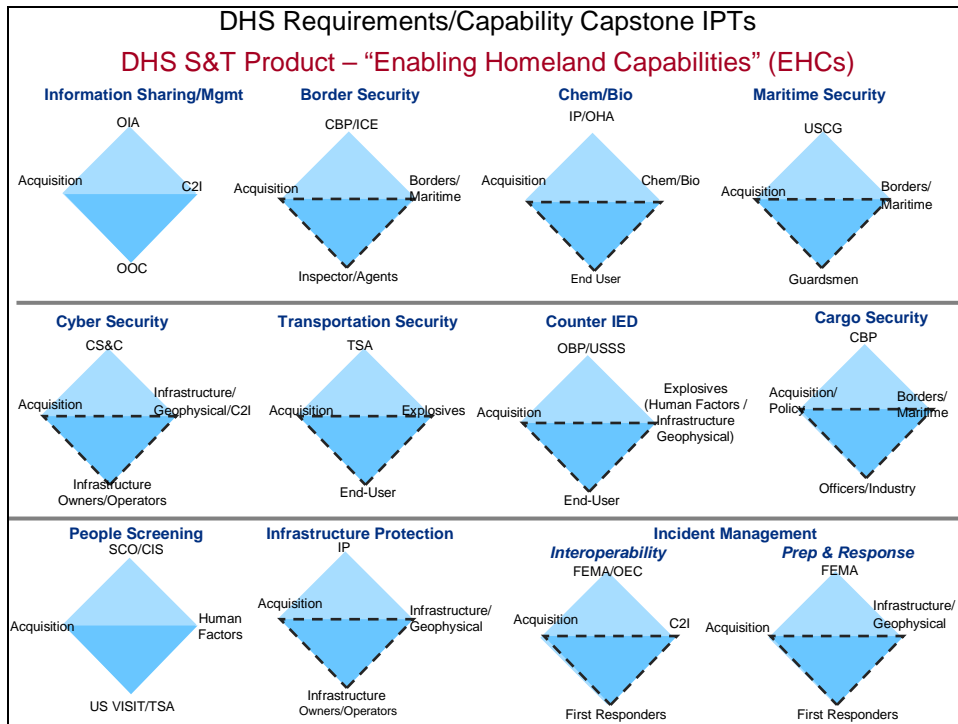 DHS Requirements/Capability Capstone IPTs
DHS S&T Product – “Enabling Homeland Capabilities” (EHCs)
Information Sharing/Mgmt
OIA
Acquisition
C2I
OOC
Border Security
CBP/ICE
Acquisition
Borders/
Maritime
Inspector/Agents
Chem/Bio
IP/OHA
Acquisition
Chem/Bio
End User
Maritime Security
USCG
Acquisition
Borders/
Maritime
Guardsmen
Cyber Security
CS&C
Acquisition
Infrastructure/
Geophysical/C2I
Infrastructure
Owners/Operators
Transportation Security
TSA
Acquisition
Explosives
End-User
Counter IED
OBP/USSS
Acquisition
Explosives
(Human Factors /
Infrastructure
Geophysical)
End-User
Cargo Security
CBP
Acquisition/
Policy
Borders/
Maritime
Officers/Industry
People Screening
SCO/CIS
Acquisition
Human
Factors
US VISIT/TSA
Infrastructure Protection
IP
Acquisition
Infrastructure/
Geophysical
Infrastructure
Owners/Operators
Incident Management
Interoperability
FEMA/OEC
Acquisition
C2I
First Responders
Prep & Response
FEMA
Acquisition
Infrastructure/
Geophysical
First Responders